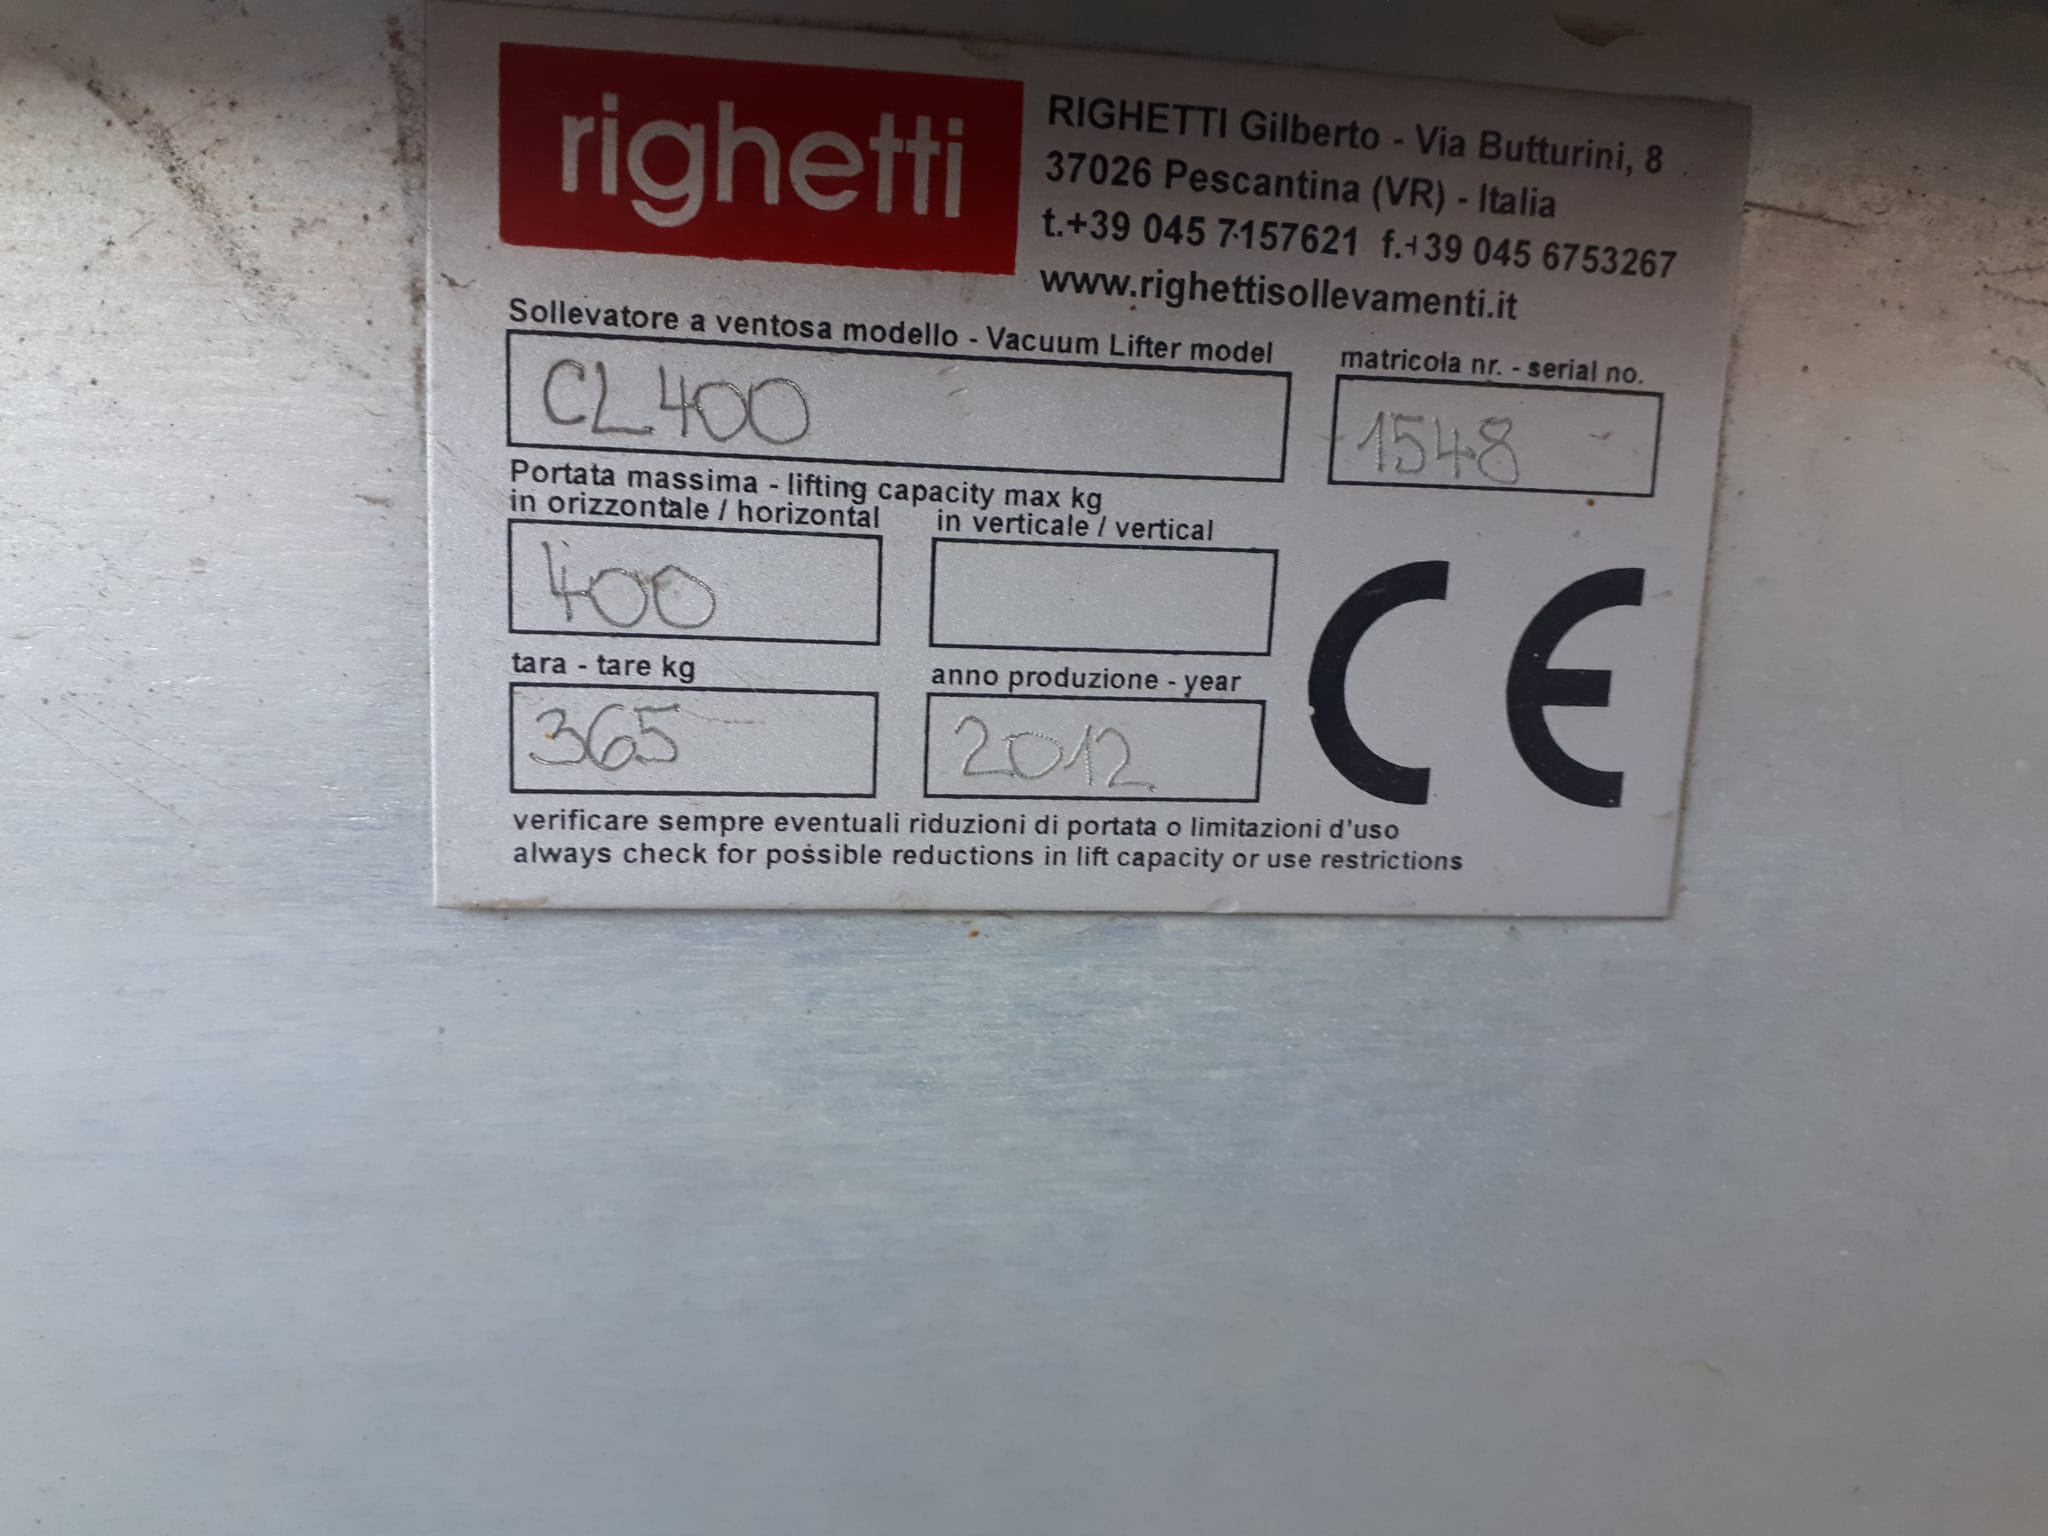 righetti
RIGHETTI Gilberto - Via Butturini, 8
37026 Pescantina (VR) - Italia
t.+39 045 7157621 f.+39 045 6753267
www.righettisollevamenti.it
Sollevatore a ventosa modello - Vacuum Lifter model
matricola nr. - serial no.
CL400
1548
Portata massima - lifting capacity max kg
in orizzontale / horizontal
in verticale / vertical
400
tara - tare kg
anno produzione - year
365
2012
CE
verificare sempre eventuali riduzioni di portata o limitazioni d'uso
always check for possible reductions in lift capacity or use restrictions